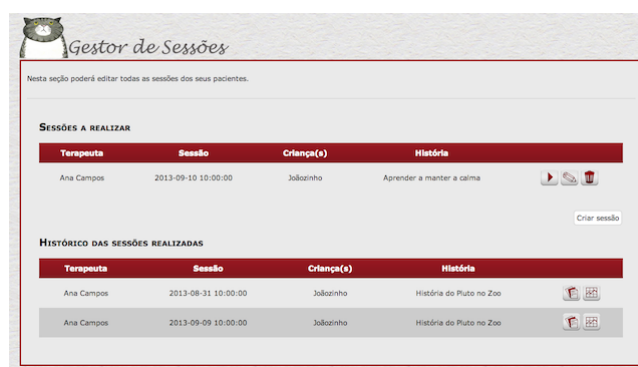 Gestor de Sessões
Nesta seção poderá editar todas as sessões dos seus pacientes.
Sessões a realizar
Terapeuta Sessão Criança(s) História
Ana Campos 2013-09-10 10:00:00 Joãozinho Aprender a manter a calma
Criar sessão
Histórico das sessões realizadas
Terapeuta Sessão Criança(s) História
Ana Campos 2013-08-31 10:00:00 Joãozinho História do Pluto no Zoo
Ana Campos 2013-09-09 10:00:00 Joãozinho História do Pluto no Zoo